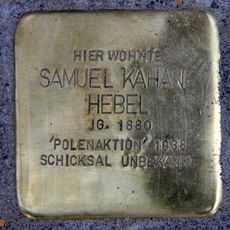 HIER WOHNTE
SAMUEL KAHAN
HEBEL
JG. 1880
'POLENAKTION' 1938
SCHICKSAL UNBEKANNT